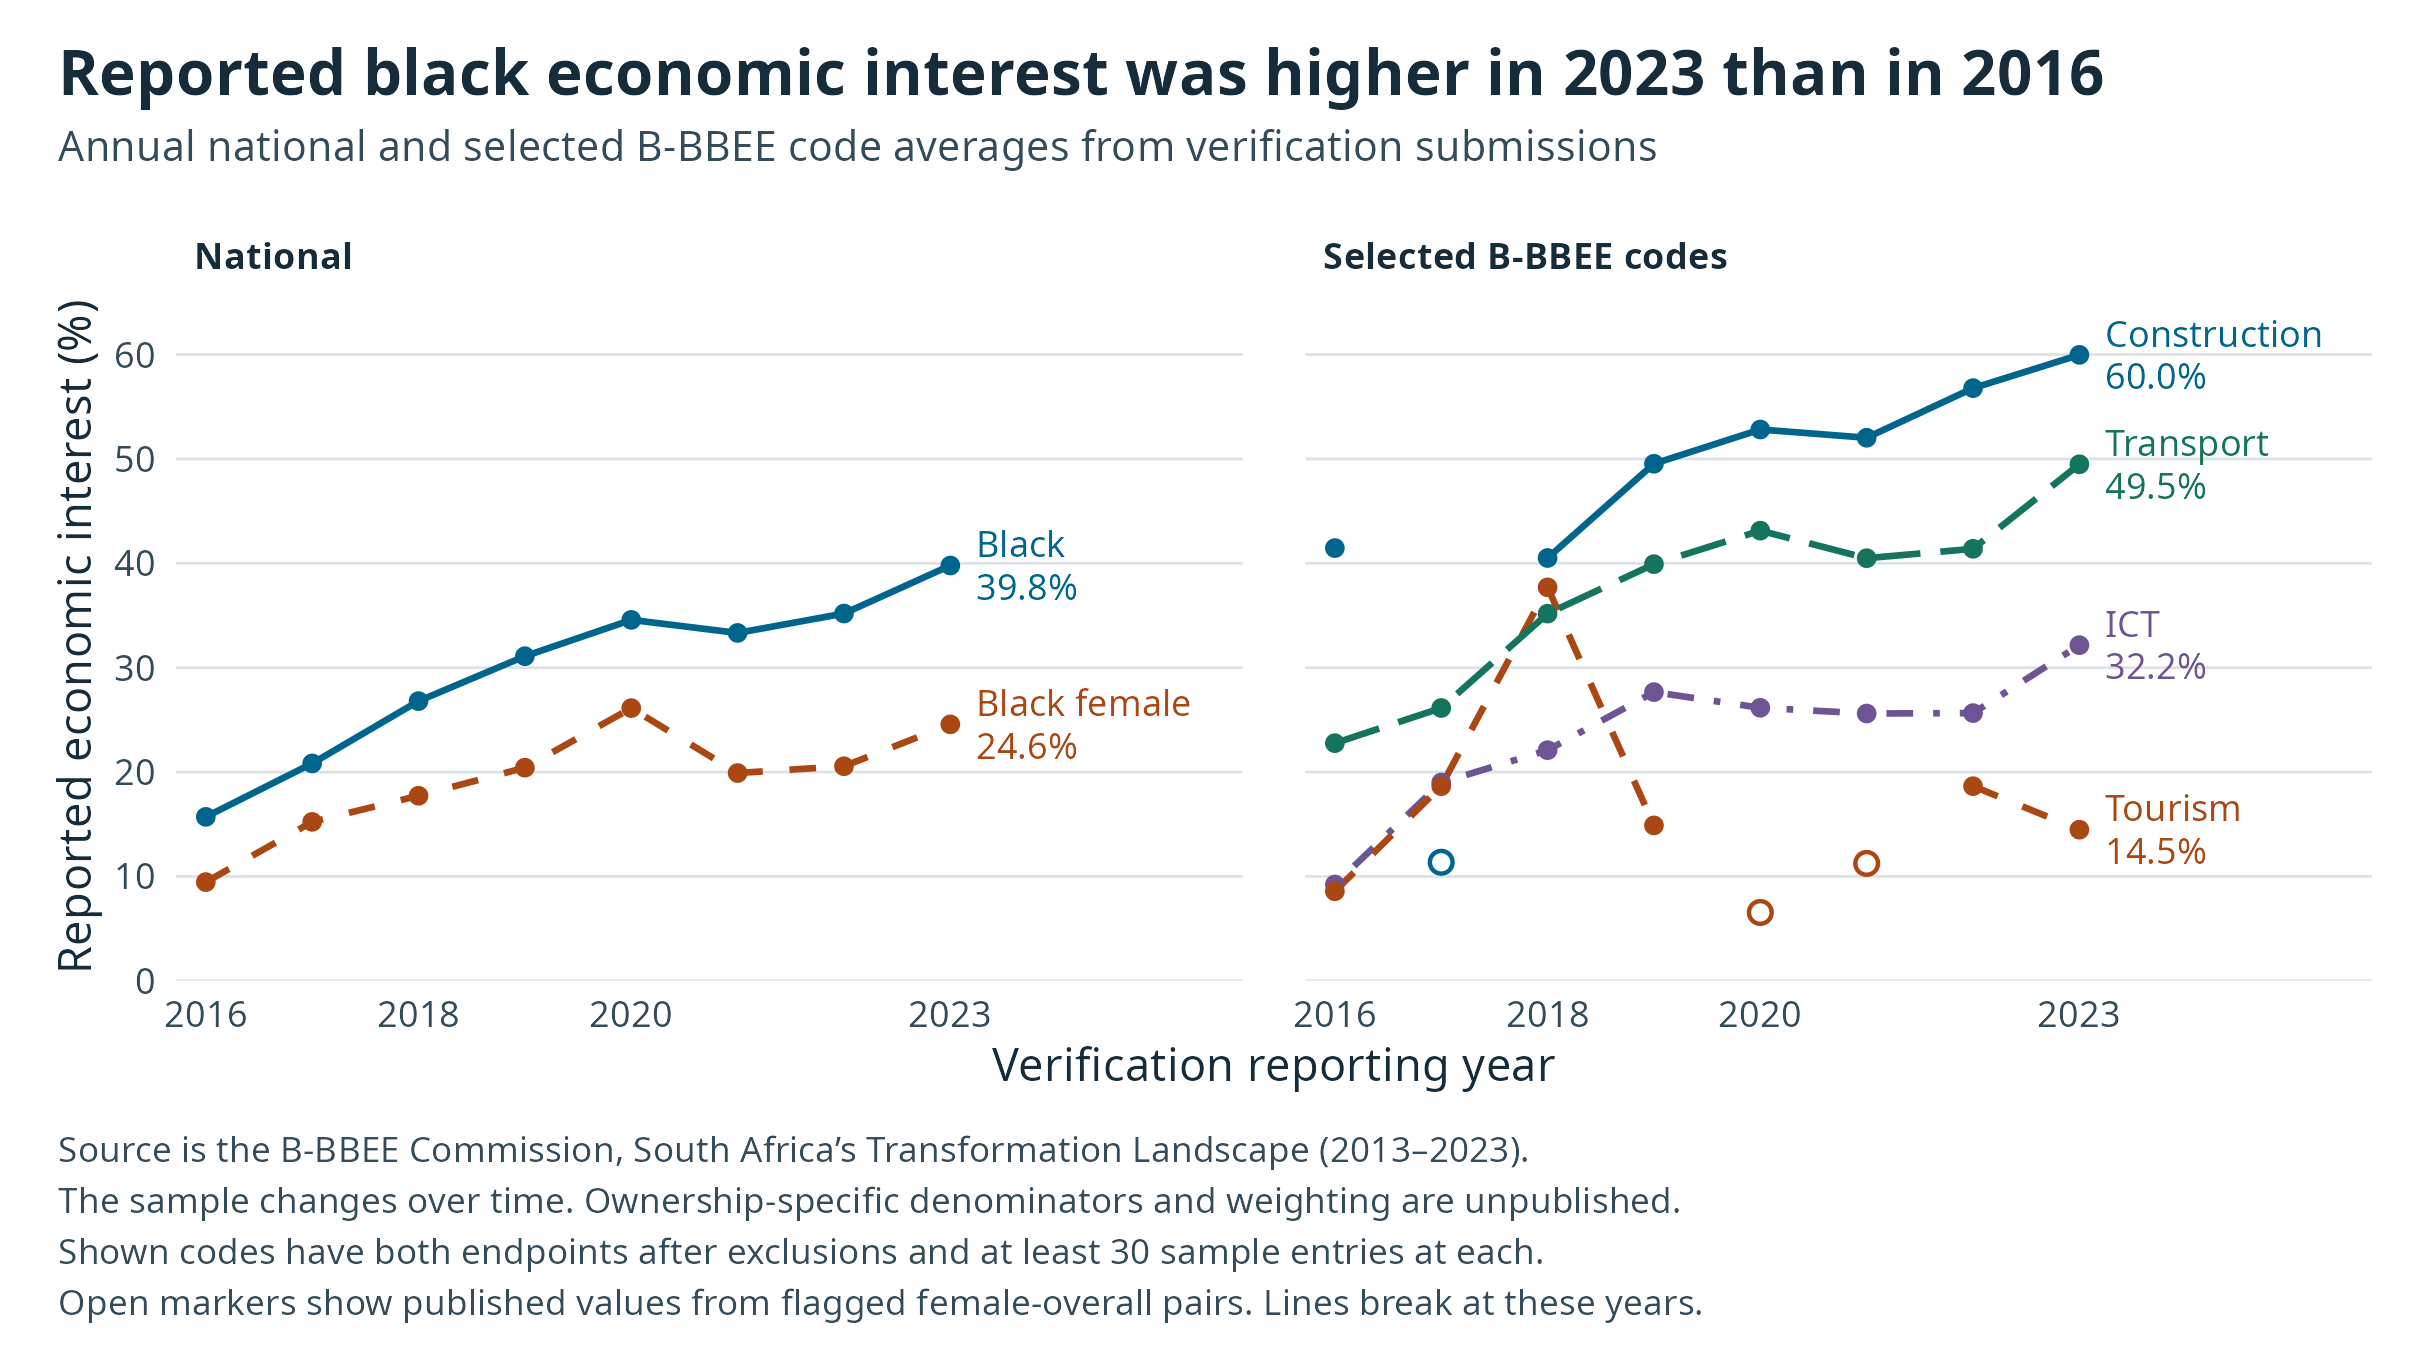 Reported black economic interest was higher in 2023 than in 2016
Annual national and selected B-BBEE code averages from verification submissions
National
Selected B-BBEE codes
Reported economic interest (%)
60
50
40
30
20
10
0
Black
39.8%
Black female
24.6%
Construction
60.0%
Transport
49.5%
ICT
32.2%
Tourism
14.5%
2016 2018 2020 2023
2016 2018 2020 2023
Verification reporting year
Source is the B-BBEE Commission, South Africa’s Transformation Landscape (2013–2023).
The sample changes over time. Ownership-specific denominators and weighting are unpublished.
Shown codes have both endpoints after exclusions and at least 30 sample entries at each.
Open markers show published values from flagged female-overall pairs. Lines break at these years.